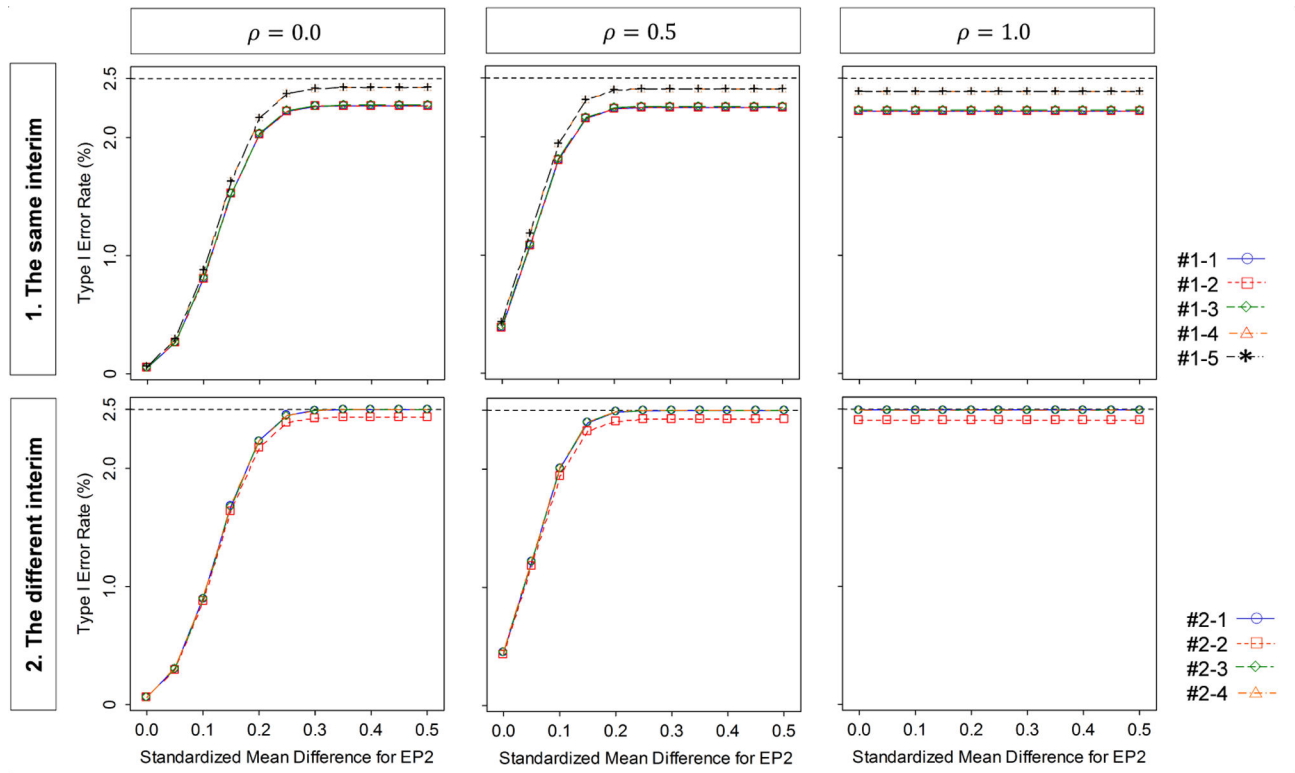 ρ = 0.0
ρ = 0.5
ρ = 1.0
1. The same interim
Type I Error Rate (%)
2.5
2.0
1.0
0
#1-1
#1-2
#1-3
#1-4
#1-5
2. The different interim
Type I Error Rate (%)
2.5
2.0
1.0
0
#2-1
#2-2
#2-3
#2-4
0.0 0.1 0.2 0.3 0.4 0.5
0.0 0.1 0.2 0.3 0.4 0.5
0.0 0.1 0.2 0.3 0.4 0.5
Standardized Mean Difference for EP2
Standardized Mean Difference for EP2
Standardized Mean Difference for EP2